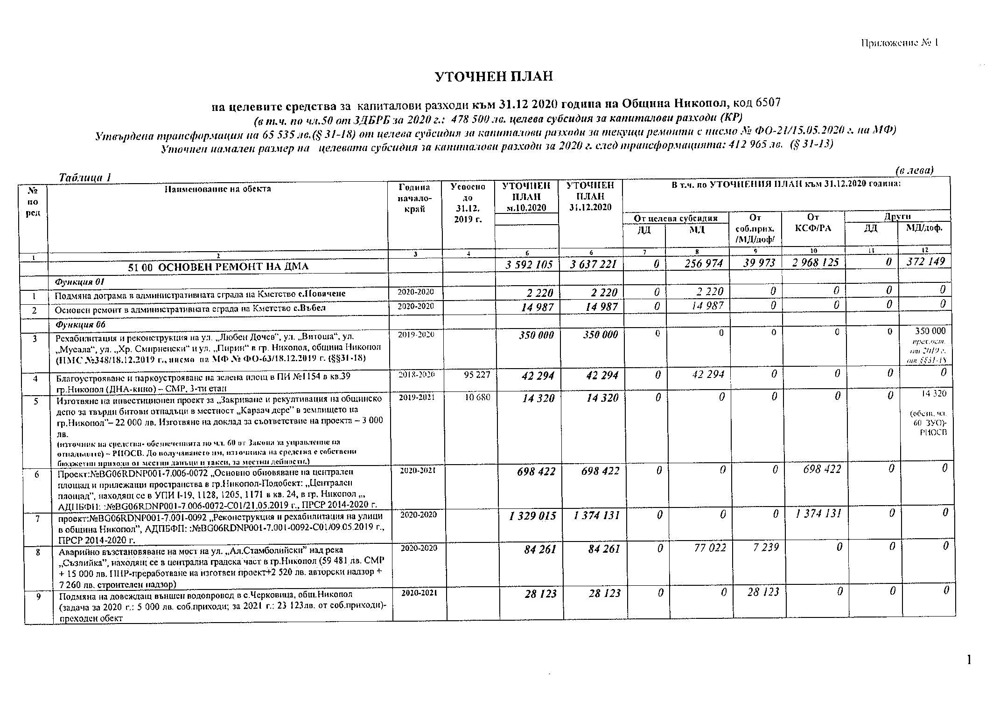 Приложение № 1
УТОЧНЕН ПЛАН
на целевите средства за капиталови разходи към 31.12 2020 година на Община Никопол, код 6507
(в т.ч. по чл.50 от ЗДБРБ за 2020 г.: 478 500 лв. целева субсидия за капиталови разходи (КР)
Утвърдена трансформация на 65 535 лв.(§ 31-18) от целева субсидия за капиталови разходи за текущи ремонти с писмо № ФО-21/15.05.2020 г. на МФ)
Уточнен намален размер на целевата субсидия за капиталови разходи за 2020 г. след трансформацията: 412 965 лв. (§ 31-13)
(в лева)
Таблица 1
№ по ред | Наименование на обекта | Година начало-край | Усвоено до 31.12. 2019 г. | УТОЧНЕН ПЛАН м.10.2020 | УТОЧНЕН ПЛАН 31.12.2020 | В т.ч. по УТОЧНЕНИЯ ПЛАН към 31.12.2020 година:
От целева субсидия | От соб.прих. /МД/доф/ | От КСФ/РА | Други
ДД | МД | ДД | МД/доф.
1 | 2 | 3 | 4 | 6 | 6 | 7 | 8 | 9 | 10 | 11 | 12
51 00 ОСНОВЕН РЕМОНТ НА ДМА | 3 592 105 | 3 637 221 | 0 | 256 974 | 39 973 | 2 968 125 | 0 | 372 149
Функция 01
1 | Подмяна дограма в административната сграда на Кметство с.Новачене | 2020-2020 | 2 220 | 2 220 | 0 | 2 220 | 0 | 0 | 0 | 0
2 | Основен ремонт в административната сграда на Кметство с.Въбел | 2020-2020 | 14 987 | 14 987 | 0 | 14 987 | 0 | 0 | 0 | 0
Функция 06
3 | Рехабилитация и реконструкция на ул. „Любен Дочев“, ул. „Витоша“, ул. | 2019-2020 | 350 000 | 350 000 | 0 | 0 | 0 | 0 | 0 | 350 000
„Мусала“, ул. „Хр. Смирненски“ и ул. „Пирин“ в гр. Никопол, община Никопол | прех.ост.
(ПМС №348/18.12.2019 г., писмо на МФ № ФО-63/18.12.2019 г. (§§31-18) | от 2019 г.
от §§31-18
4 | Благоустрояване и паркоустрояване на зелена площ в ПИ №1154 в кв.39 | 2018-2020 | 95 227 | 42 294 | 42 294 | 0 | 42 294 | 0 | 0 | 0 | 0
гр.Никопол (ДНА-кино) – СМР, 3-ти етап
5 | Изготвяне на инвестиционен проект за „Закриване и рекултивация на общинско | 2019-2021 | 10 680 | 14 320 | 14 320 | 0 | 0 | 0 | 0 | 0 | 14 320
депо за твърди битови отпадъци в местност „Караач дере” в землището на | (обезп. чл.
гр.Никопол”– 22 000 лв. Изготвяне на доклад за съответствие на проекта – 3 000 | 60 ЗУО)-
лв. | РИОСВ
(източник на средства- обезпеченията по чл. 60 от Закона за управление на
отпадъците) – РИОСВ. До получаването им, източника на средства е собствени
бюджетни приходи от местни данъци и такси, за местни дейности.)
6 | Проект:№BG06RDNP001-7.006-0072 „Основно обновяване на централен | 2020-2021 | 698 422 | 698 422 | 0 | 0 | 0 | 698 422 | 0 | 0
площад и прилежащи пространства в гр.Никопол-Подобект: „Централен
площад”, находящ се в УПИ I-19, 1128, 1205, 1171 в кв. 24, в гр. Никопол „,
АДПБФП: :№BG06RDNP001-7.006-0072-C01/21.05.2019 г., ПРСР 2014-2020 г.
7 | проект:№BG06RDNP001-7.001-0092 „Реконструкция и рехабилитация на улици | 2020-2020 | 1 329 015 | 1 374 131 | 0 | 0 | 0 | 1 374 131 | 0 | 0
в община Никопол”, АДПБФП: :№BG06RDNP001-7.001-0092-C01/09.05.2019 г.,
ПРСР 2014-2020 г.
8 | Аварийно възстановяване на мост на ул. „Ал.Стамболийски” над река | 2020-2020 | 84 261 | 84 261 | 0 | 77 022 | 7 239 | 0 | 0 | 0
„Съзлийка”, находящ се в централна градска част в гр.Никопол (59 481 лв. СМР
+ 15 000 лв. ПИР-преработване на изготвен проект+2 520 лв. авторски надзор +
7 260 лв. строителен надзор)
9 | Подмяна на довеждащ външен водопровод в с.Черковица, общ.Никопол | 2020-2021 | 28 123 | 28 123 | 0 | 0 | 28 123 | 0 | 0 | 0
(задача за 2020 г.: 5 000 лв. соб.приходи; за 2021 г.: 23 123лв. от соб.приходи)-
преходен обект
1